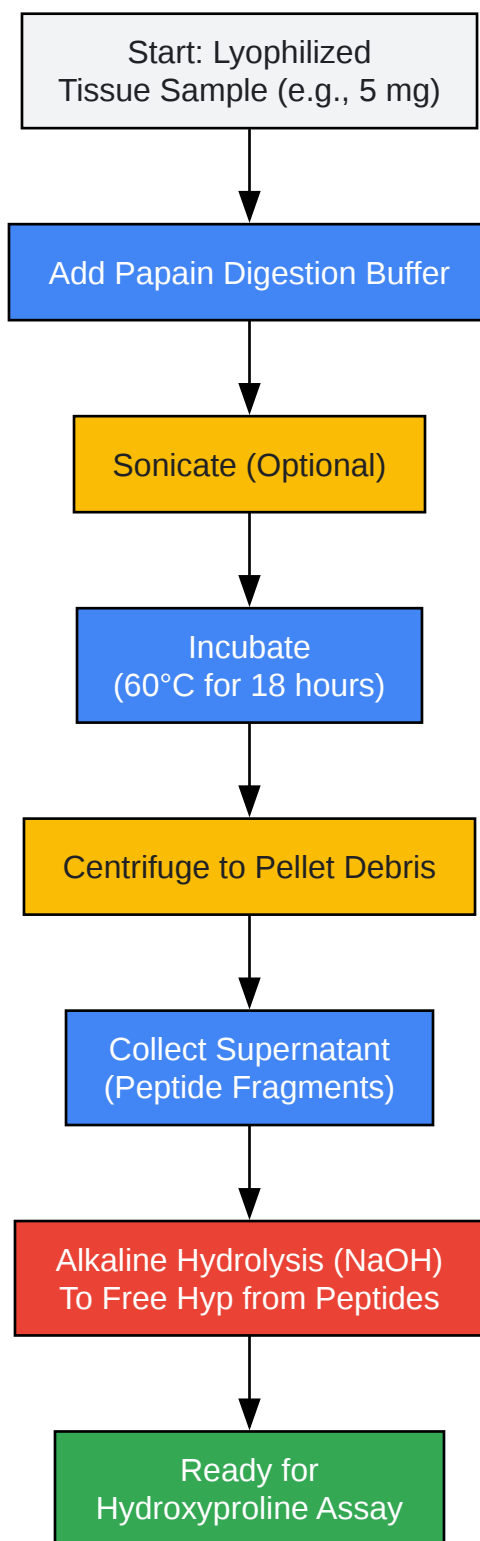 Start: Lyophilized
Tissue Sample (e.g., 5 mg)
Add Papain Digestion Buffer
Sonicate (Optional)
Incubate
(60°C for 18 hours)
Centrifuge to Pellet Debris
Collect Supernatant
(Peptide Fragments)
Alkaline Hydrolysis (NaOH)
To Free Hyp from Peptides
Ready for
Hydroxyproline Assay